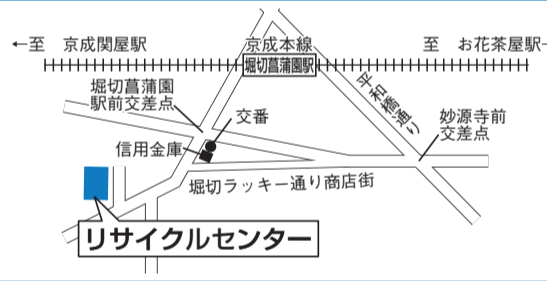 ←至 京成関屋駅
京成本線
至 お花茶屋駅→
堀切菖蒲園駅
堀切菖蒲園
駅前交差点
交番
平和橋通り
妙源寺前
交差点
信用金庫
堀切ラッキー通り商店街
リサイクルセンター